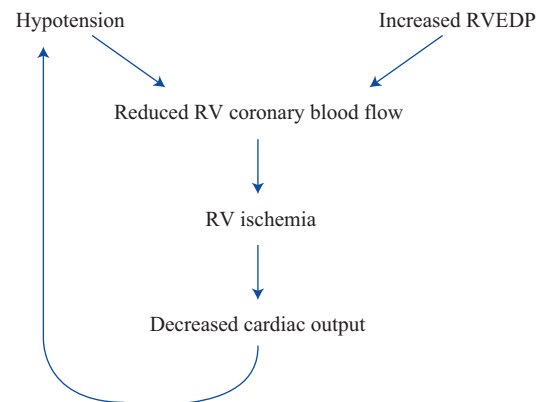 Hypotension
Increased RVEDP
Reduced RV coronary blood flow
RV ischemia
Decreased cardiac output